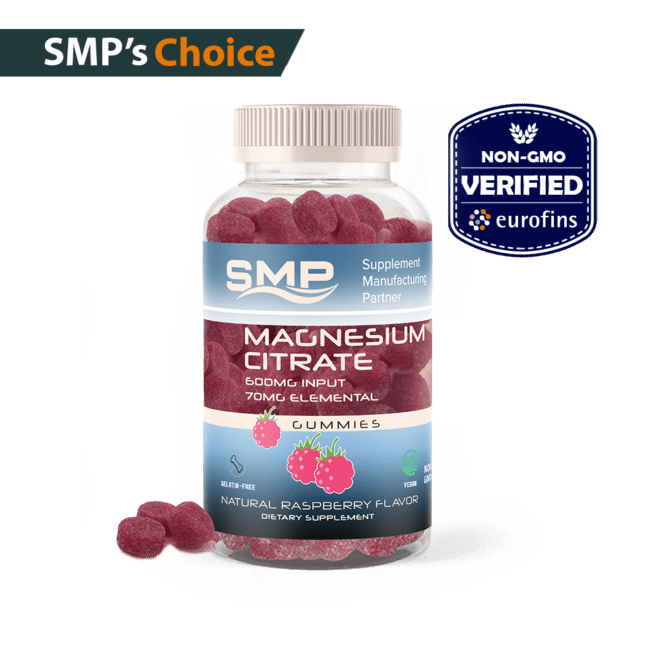 SMP's Choice
NON-GMO
VERIFIED
eurofins
SMP
Supplement
Manufacturing
Partner
MAGNESIUM
CITRATE
600MG INPUT
70MG ELEMENTAL
GUMMIES
GELATIN-FREE
VEGAN
NATURAL RASPBERRY FLAVOR
DIETARY SUPPLEMENT